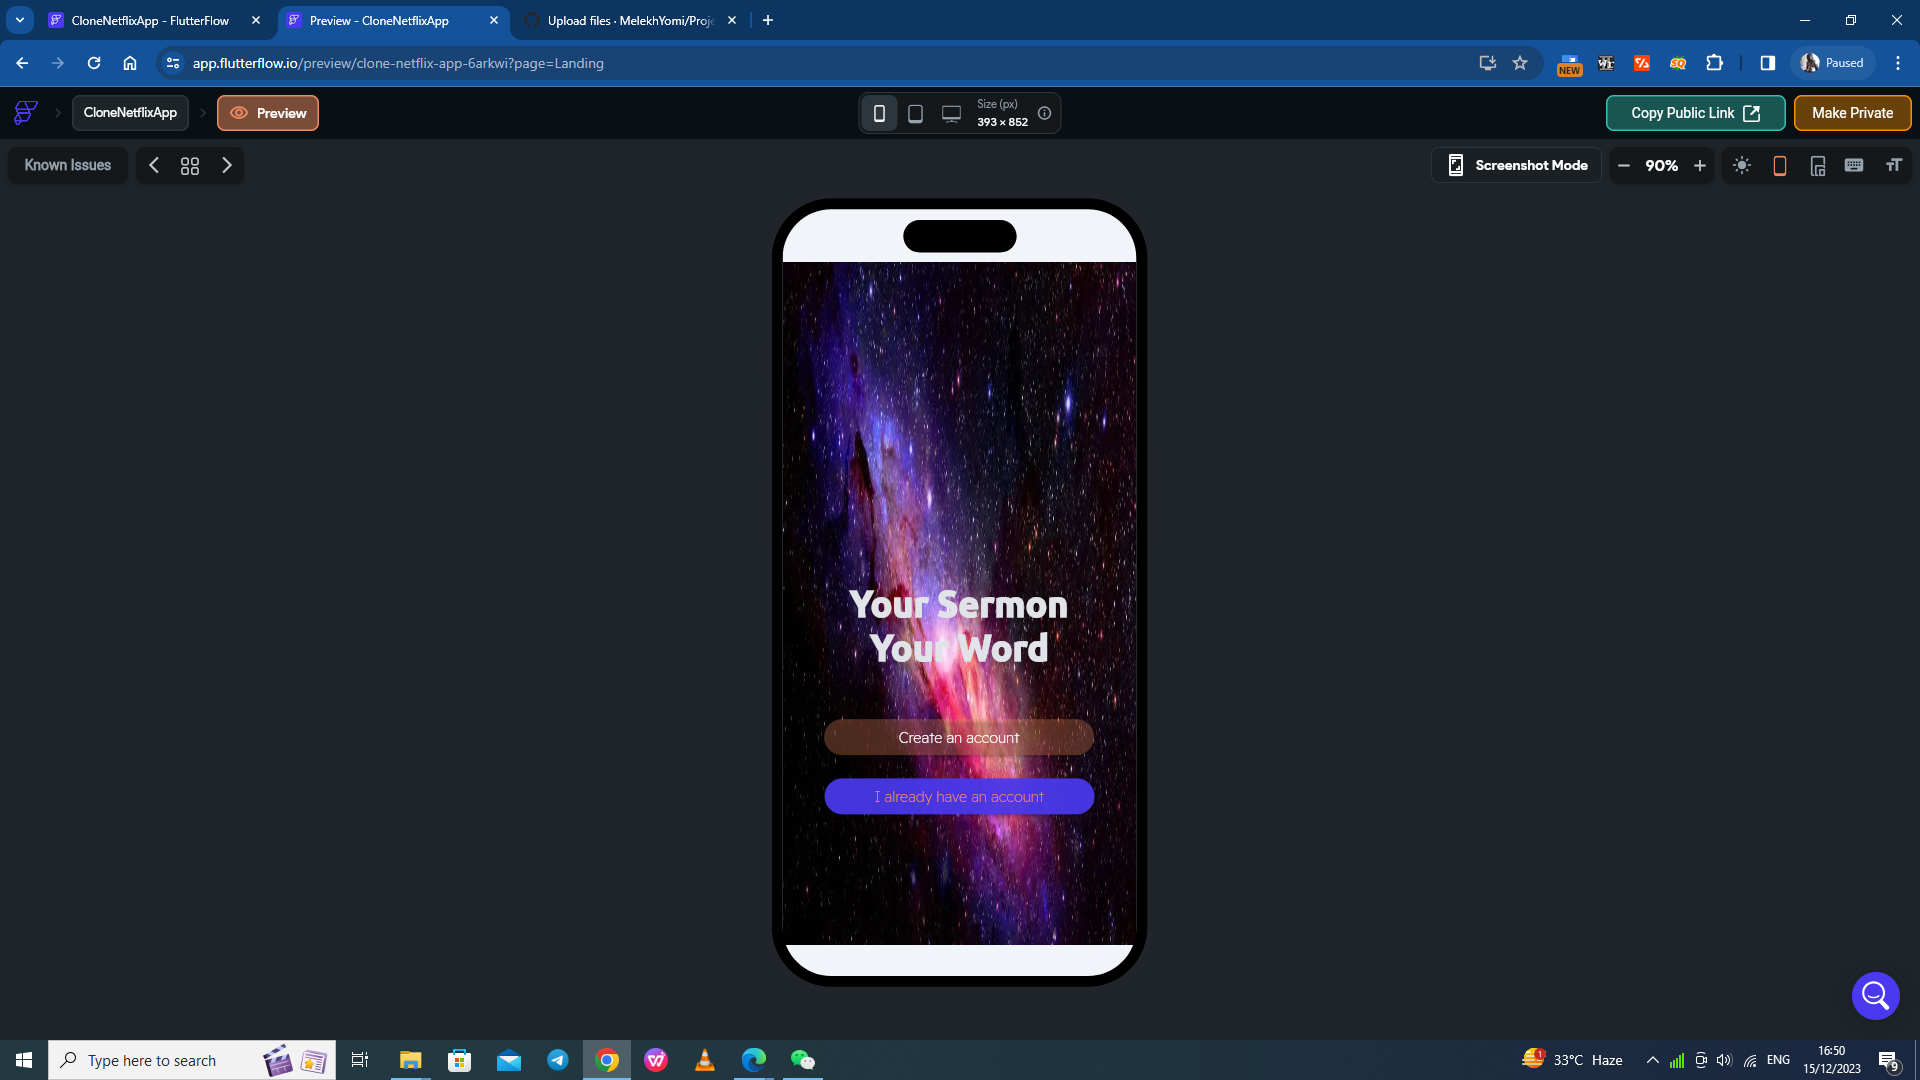 CloneNetflixApp - FlutterFlow
Preview - CloneNetflixApp
Upload files · MelekhYomi/Proje
app.flutterflow.io/preview/clone-netflix-app-6arkwi?page=Landing
NEW
Paused
CloneNetflixApp
Preview
Size (px)
393 × 852
Copy Public Link
Make Private
Known Issues
Screenshot Mode
90%
Your Sermon
Your Word
Create an account
I already have an account
Type here to search
1
33°C Haze
ENG
16:50
15/12/2023
9